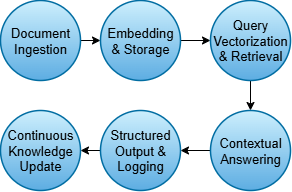 Document
Ingestion
Embedding
& Storage
Query
Vectorization
& Retrieval
Contextual
Answering
Structured
Output &
Logging
Continuous
Knowledge
Update